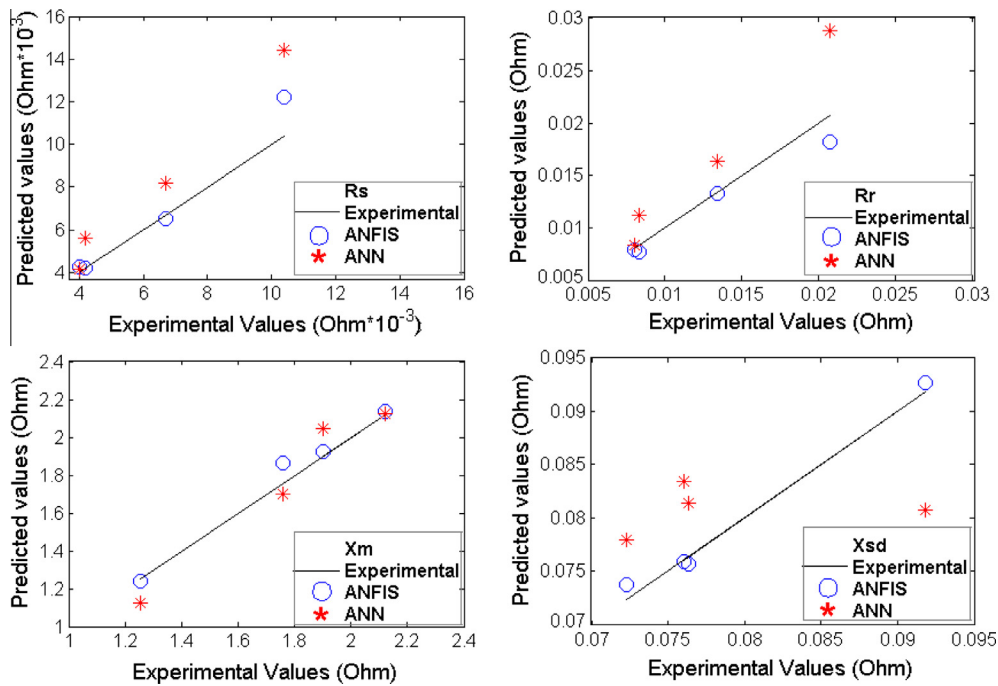 16
14
12
10
8
6
4
4 6 8 10 12 14 16
Predicted values (Ohm*10^3)
Experimental Values (Ohm*10^-3)
Rs
Experimental
ANFIS
ANN
0.03
0.025
0.02
0.015
0.01
0.005
0.005 0.01 0.015 0.02 0.025 0.03
Predicted values (Ohm)
Experimental Values (Ohm)
Rr
Experimental
ANFIS
ANN
2.4
2.2
2
1.8
1.6
1.4
1.2
1
1 1.2 1.4 1.6 1.8 2 2.2 2.4
Predicted values (Ohm)
Experimental Values (Ohm)
Xm
Experimental
ANFIS
ANN
0.095
0.09
0.085
0.08
0.075
0.07
0.07 0.075 0.08 0.085 0.09 0.095
Predicted values (Ohm)
Experimental Values (Ohm)
Xsd
Experimental
ANFIS
ANN